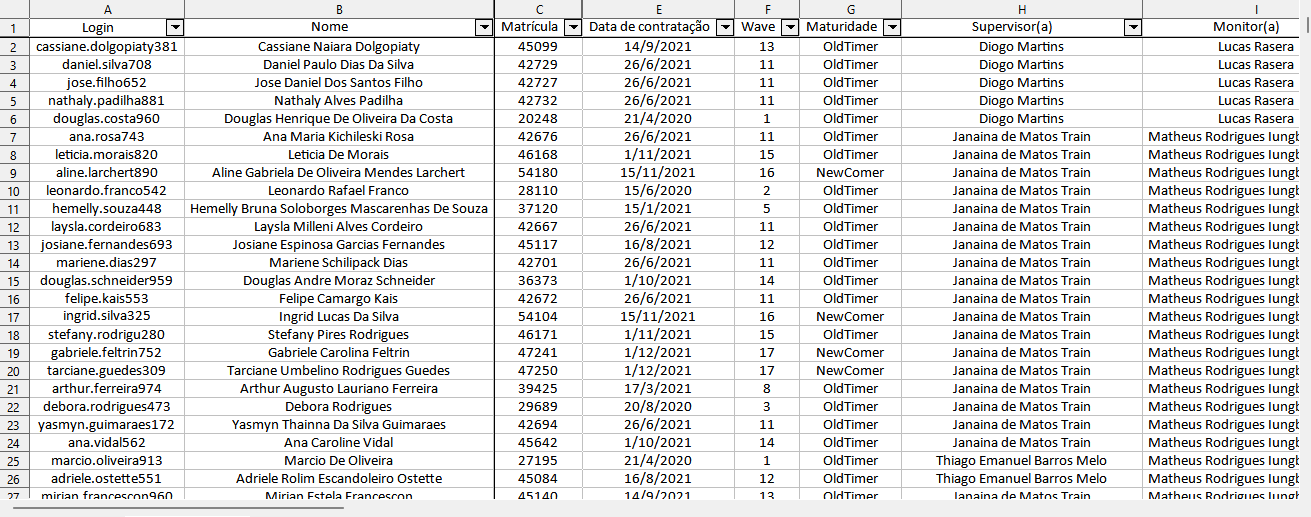 A B C E F G H I
1 Login Nome Matrícula Data de contratação Wave Maturidade Supervisor(a) Monitor(a)
2 cassiane.dolgopiaty381 Cassiane Naiara Dolgopiaty 45099 14/9/2021 13 OldTimer Diogo Martins Lucas Rasera
3 daniel.silva708 Daniel Paulo Dias Da Silva 42729 26/6/2021 11 OldTimer Diogo Martins Lucas Rasera
4 jose.filho652 Jose Daniel Dos Santos Filho 42727 26/6/2021 11 OldTimer Diogo Martins Lucas Rasera
5 nathaly.padilha881 Nathaly Alves Padilha 42732 26/6/2021 11 OldTimer Diogo Martins Lucas Rasera
6 douglas.costa960 Douglas Henrique De Oliveira Da Costa 20248 21/4/2020 1 OldTimer Diogo Martins Lucas Rasera
7 ana.rosa743 Ana Maria Kichileski Rosa 42676 26/6/2021 11 OldTimer Janaina de Matos Train Matheus Rodrigues Iungb
8 leticia.morais820 Leticia De Morais 46168 1/11/2021 15 OldTimer Janaina de Matos Train Matheus Rodrigues Iungb
9 aline.larchert890 Aline Gabriela De Oliveira Mendes Larchert 54180 15/11/2021 16 NewComer Janaina de Matos Train Matheus Rodrigues Iungb
10 leonardo.franco542 Leonardo Rafael Franco 28110 15/6/2020 2 OldTimer Janaina de Matos Train Matheus Rodrigues Iungb
11 hemelly.souza448 Hemelly Bruna Soloborges Mascarenhas De Souza 37120 15/1/2021 5 OldTimer Janaina de Matos Train Matheus Rodrigues Iungb
12 laysla.cordeiro683 Laysla Milleni Alves Cordeiro 42667 26/6/2021 11 OldTimer Janaina de Matos Train Matheus Rodrigues Iungb
13 josiane.fernandes693 Josiane Espinosa Garcias Fernandes 45117 16/8/2021 12 OldTimer Janaina de Matos Train Matheus Rodrigues Iungb
14 mariene.dias297 Mariene Schilipack Dias 42701 26/6/2021 11 OldTimer Janaina de Matos Train Matheus Rodrigues Iungb
15 douglas.schneider959 Douglas Andre Moraz Schneider 36373 1/10/2021 14 OldTimer Janaina de Matos Train Matheus Rodrigues Iungb
16 felipe.kais553 Felipe Camargo Kais 42672 26/6/2021 11 OldTimer Janaina de Matos Train Matheus Rodrigues Iungb
17 ingrid.silva325 Ingrid Lucas Da Silva 54104 15/11/2021 16 NewComer Janaina de Matos Train Matheus Rodrigues Iungb
18 stefany.rodrigu280 Stefany Pires Rodrigues 46171 1/11/2021 15 OldTimer Janaina de Matos Train Matheus Rodrigues Iungb
19 gabriele.feltrin752 Gabriele Carolina Feltrin 47241 1/12/2021 17 NewComer Janaina de Matos Train Matheus Rodrigues Iungb
20 tarciane.guedes309 Tarciane Umbelino Rodrigues Guedes 47250 1/12/2021 17 NewComer Janaina de Matos Train Matheus Rodrigues Iungb
21 arthur.ferreira974 Arthur Augusto Lauriano Ferreira 39425 17/3/2021 8 OldTimer Janaina de Matos Train Matheus Rodrigues Iungb
22 debora.rodrigues473 Debora Rodrigues 29689 20/8/2020 3 OldTimer Janaina de Matos Train Matheus Rodrigues Iungb
23 yasmyn.guimaraes172 Yasmyn Thainna Da Silva Guimaraes 42694 26/6/2021 11 OldTimer Janaina de Matos Train Matheus Rodrigues Iungb
24 ana.vidal562 Ana Caroline Vidal 45642 1/10/2021 14 OldTimer Janaina de Matos Train Matheus Rodrigues Iungb
25 marcio.oliveira913 Marcio De Oliveira 27195 21/4/2020 1 OldTimer Thiago Emanuel Barros Melo Matheus Rodrigues Iungb
26 adriele.ostette551 Adriele Rolim Escandoleiro Ostette 45084 16/8/2021 12 OldTimer Thiago Emanuel Barros Melo Matheus Rodrigues Iungb
27 mirian.francescon960 Mirian Estela Francescon 45140 14/9/2021 13 OldTimer Janaina de Matos Train Matheus Rodrigues Iungb